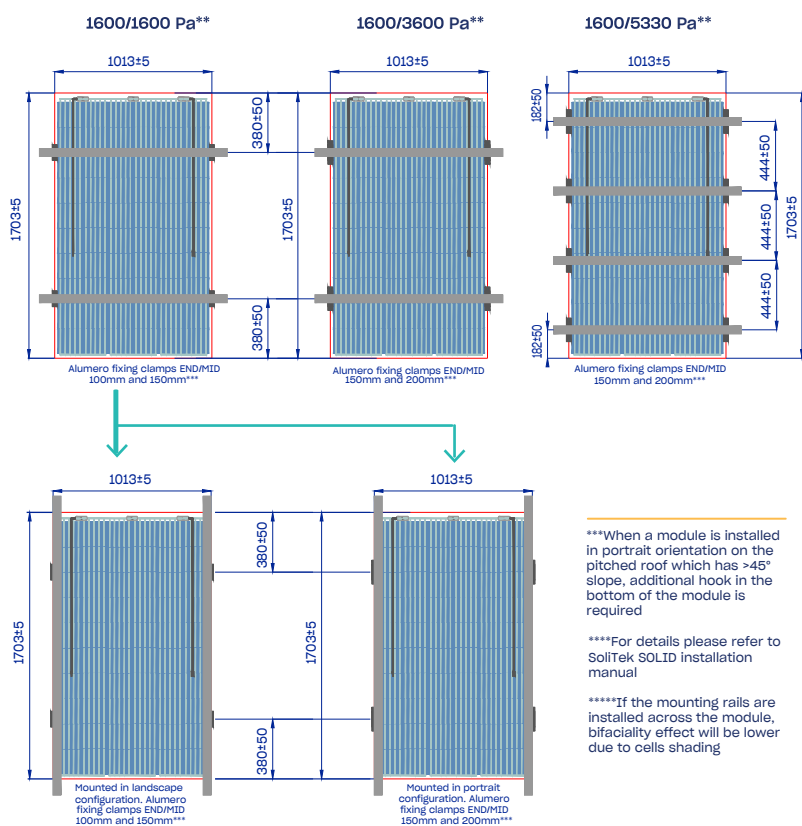 1600/1600 Pa**
1600/3600 Pa**
1600/5330 Pa**
1013±5
1013±5
1013±5
1703±5
380±50
380±50
1703±5
182±50
182±50
444±50
444±50
444±50
1703±5
Alumero fixing clamps END/MID
100mm and 150mm***
Alumero fixing clamps END/MID
150mm and 200mm***
Alumero fixing clamps END/MID
150mm and 200mm***
1013±5
1013±5
1703±5
380±50
380±50
1703±5
Mounted in landscape
configuration. Alumero
fixing clamps END/MID
100mm and 150mm***
Mounted in portrait
configuration. Alumero
fixing clamps END/MID
150mm and 200mm***
***When a module is installed
in portrait orientation on the
pitched roof which has >45°
slope, additional hook in the
bottom of the module is
required
****For details please refer to
SoliTek SOLID installation
manual
*****If the mounting rails are
installed across the module,
bifaciality effect will be lower
due to cells shading